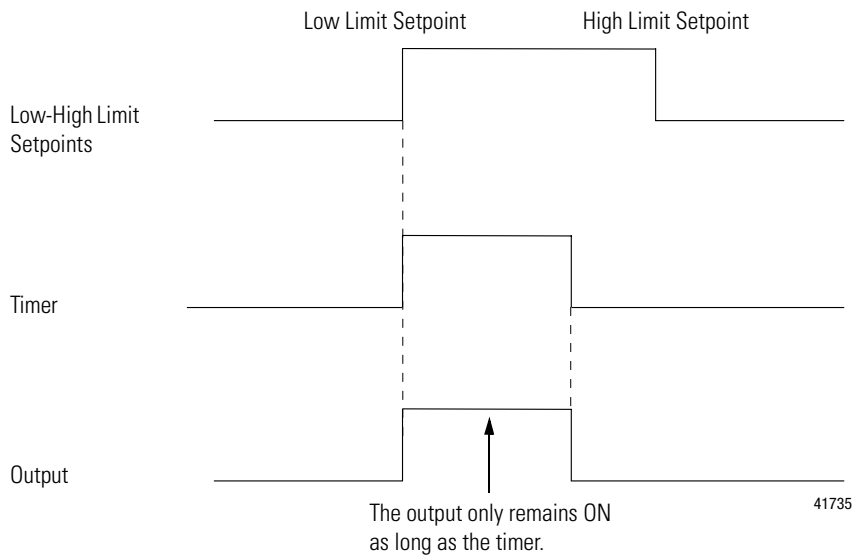 Low Limit Setpoint
High Limit Setpoint
Low-High Limit
Setpoints
Timer
Output
The output only remains ON
as long as the timer.
41735